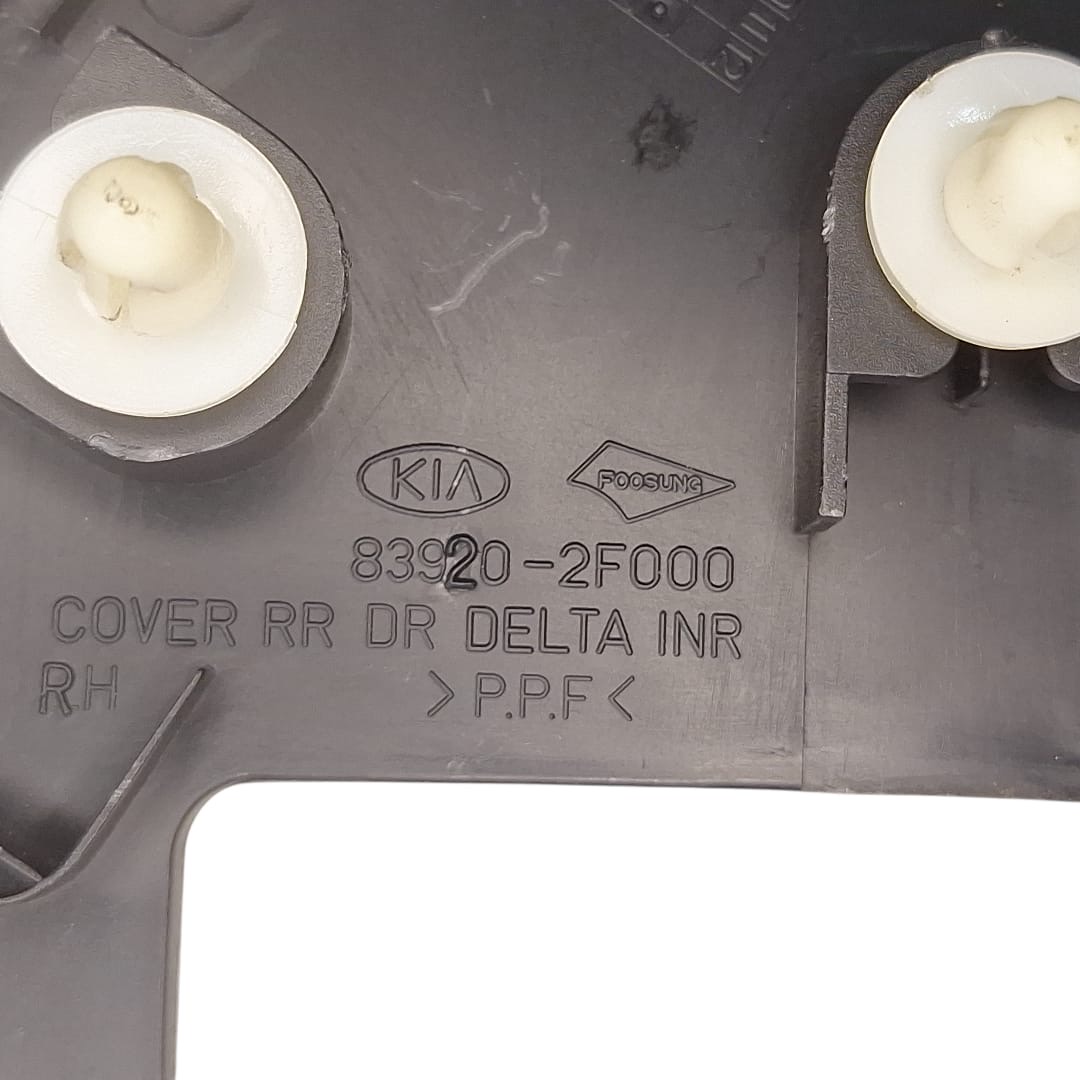 KIA FOOSUNG
83920-2F000
COVER RR DR DELTA INR
RH >P.P.F<